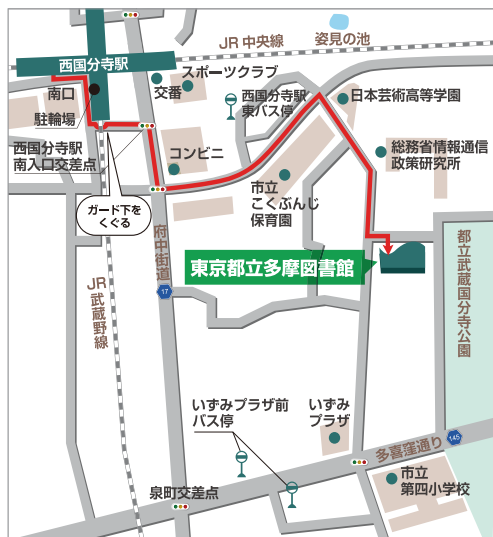 JR中央線
姿見の池
西国分寺駅
スポーツクラブ
南口
交番
西国分寺駅
東バス停
日本芸術高等学園
駐輪場
西国分寺駅
南入口交差点
コンビニ
総務省情報通信
政策研究所
市立
こくぶんじ
保育園
ガード下を
くぐる
府中街道
都立武蔵国分寺公園
東京都立多摩図書館
JR武蔵野線
17
いずみプラザ前
バス停
いずみ
プラザ
多喜窪通り
145
市立
第四小学校
泉町交差点